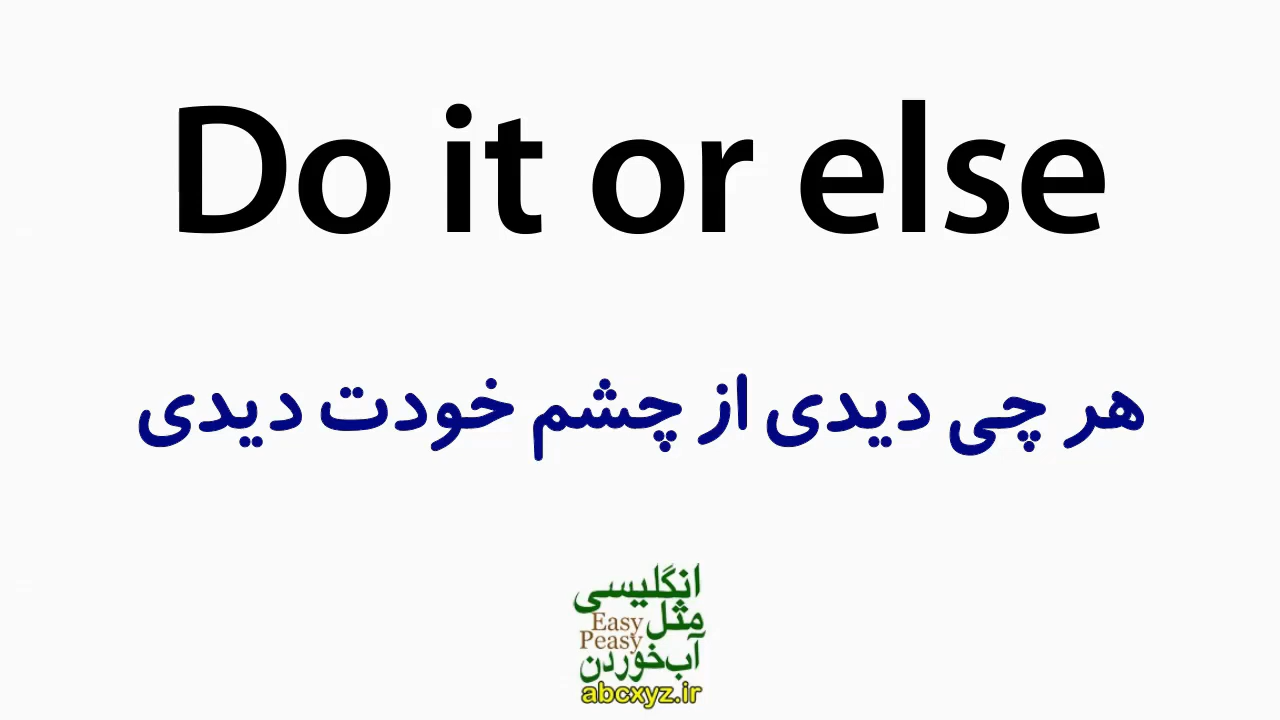 Do it or else
هر چی دیدی از چشم خودت دیدی
انگلیسی
مثل
Easy
Peasy
آب‌خوردن
abcxyz.ir